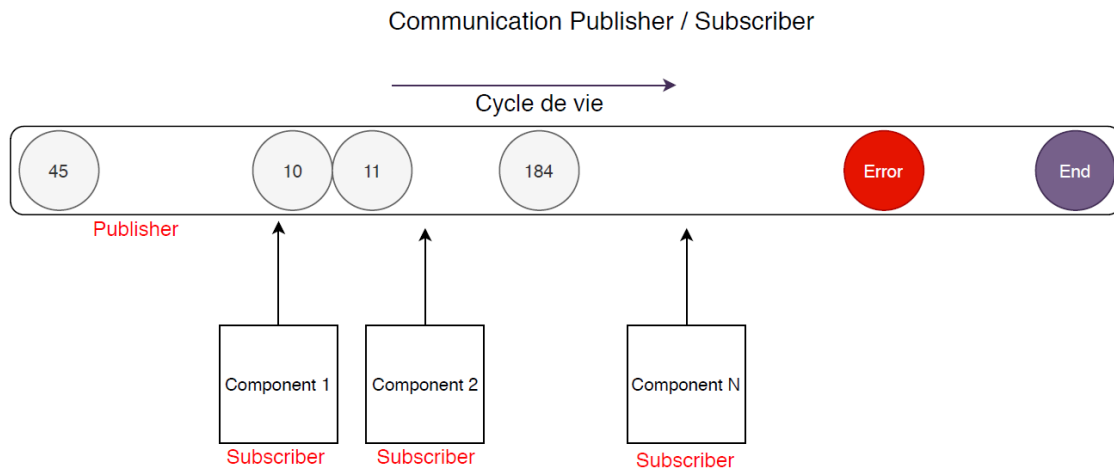 Communication Publisher / Subscriber
Cycle de vie
45
10
11
184
Error
End
Publisher
Component 1
Component 2
Component N
Subscriber
Subscriber
Subscriber